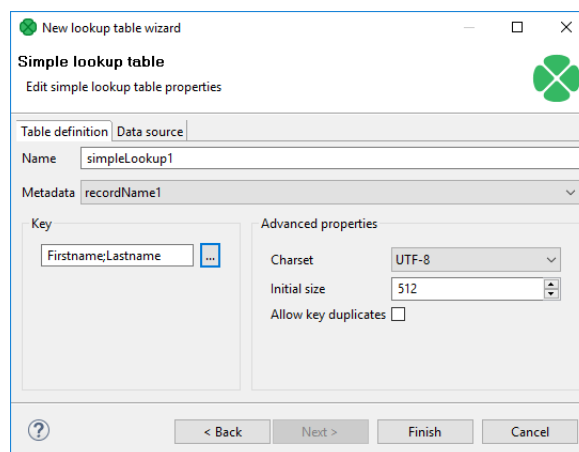 New lookup table wizard
Simple lookup table
Edit simple lookup table properties
Table definition Data source
Name simpleLookup1
Metadata recordName1
Key
Firstname;Lastname ...
Advanced properties
Charset UTF-8
Initial size 512
Allow key duplicates
? < Back Next > Finish Cancel